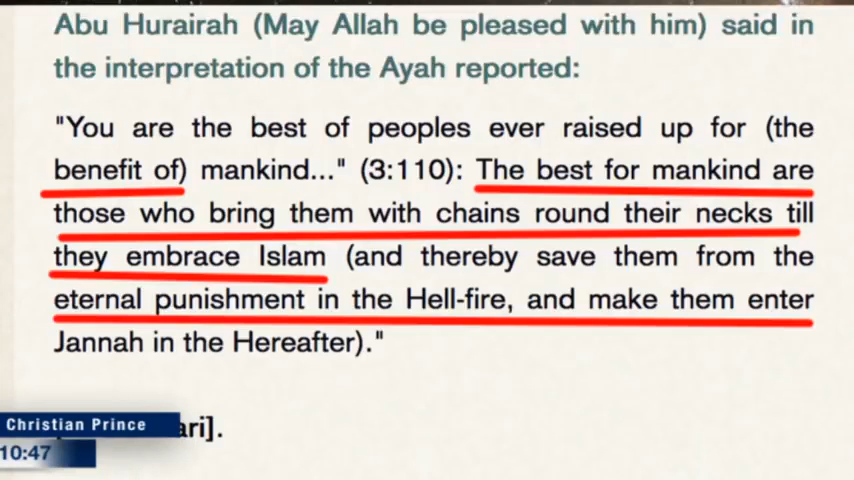 Abu Hurairah (May Allah be pleased with him) said in
the interpretation of the Ayah reported:
"You are the best of peoples ever raised up for (the
benefit of) mankind..." (3:110): The best for mankind are
those who bring them with chains round their necks till
they embrace Islam (and thereby save them from the
eternal punishment in the Hell-fire, and make them enter
Jannah in the Hereafter)."
ari].
Christian Prince
10:47